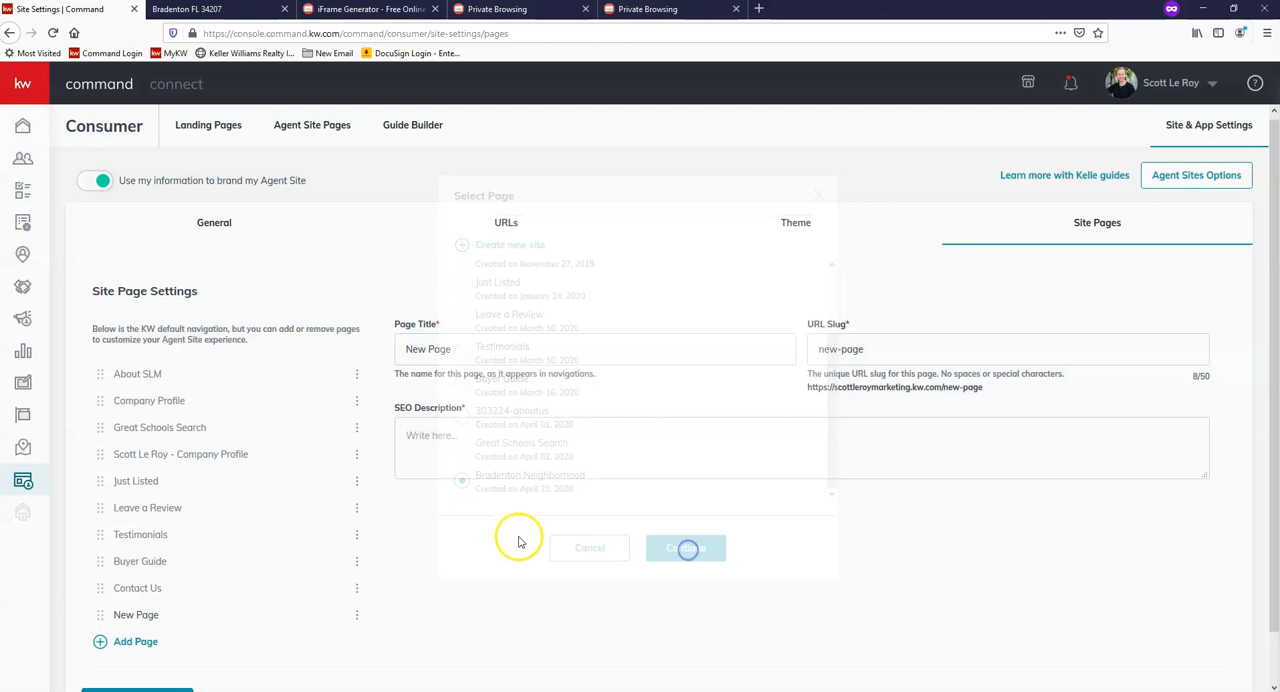 Site Settings | Command
Bradenton FL 34207
iFrame Generator - Free Online
Private Browsing
Private Browsing
https://console.command.kw.com/command/consumer/site-settings/pages
Most Visited
Command Login
MyKW
Keller Williams Realty I...
New Email
DocuSign Login - Ente...
kw
command
connect
Scott Le Roy
Consumer
Landing Pages
Agent Site Pages
Guide Builder
Site & App Settings
Use my information to brand my Agent Site
Learn more with Kelle guides
Agent Sites Options
Select Page
General
URLs
Theme
Site Pages
Create new site
Created on November 27, 2019
Just Listed
Created on January 24, 2020
Leave a Review
Created on March 10, 2020
Testimonials
Created on March 10, 2020
Buyer Guide
Created on March 16, 2020
303224-aboutus
Created on April 01, 2020
Great Schools Search
Created on April 02, 2020
Bradenton Neighborhood
Created on April 20, 2020
Cancel
Continue
Site Page Settings
Below is the KW default navigation, but you can add or remove pages
to customize your Agent Site experience.
About SLM
Company Profile
Great Schools Search
Scott Le Roy - Company Profile
Just Listed
Leave a Review
Testimonials
Buyer Guide
Contact Us
New Page
Add Page
Page Title*
New Page
The name for this page, as it appears in navigations.
URL Slug*
new-page
The unique URL slug for this page. No spaces or special characters.
8/50
https://scottleroymarketing.kw.com/new-page
SEO Description*
Write here...